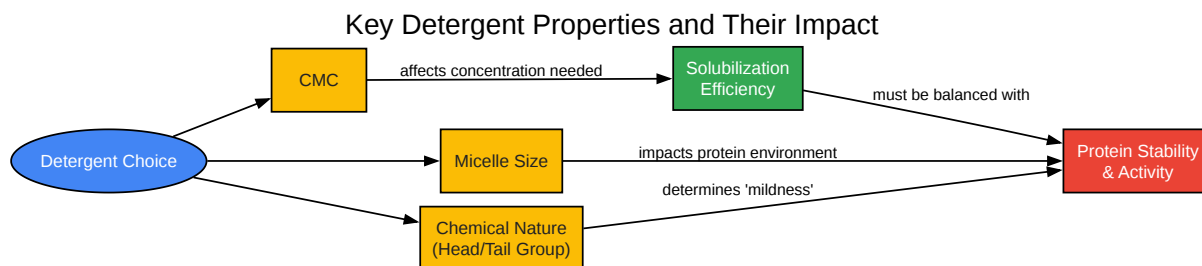 Key Detergent Properties and Their Impact
CMC
affects concentration needed
Solubilization
Efficiency
must be balanced with
Detergent Choice
Micelle Size
impacts protein environment
Protein Stability
& Activity
determines 'mildness'
Chemical Nature
(Head/Tail Group)